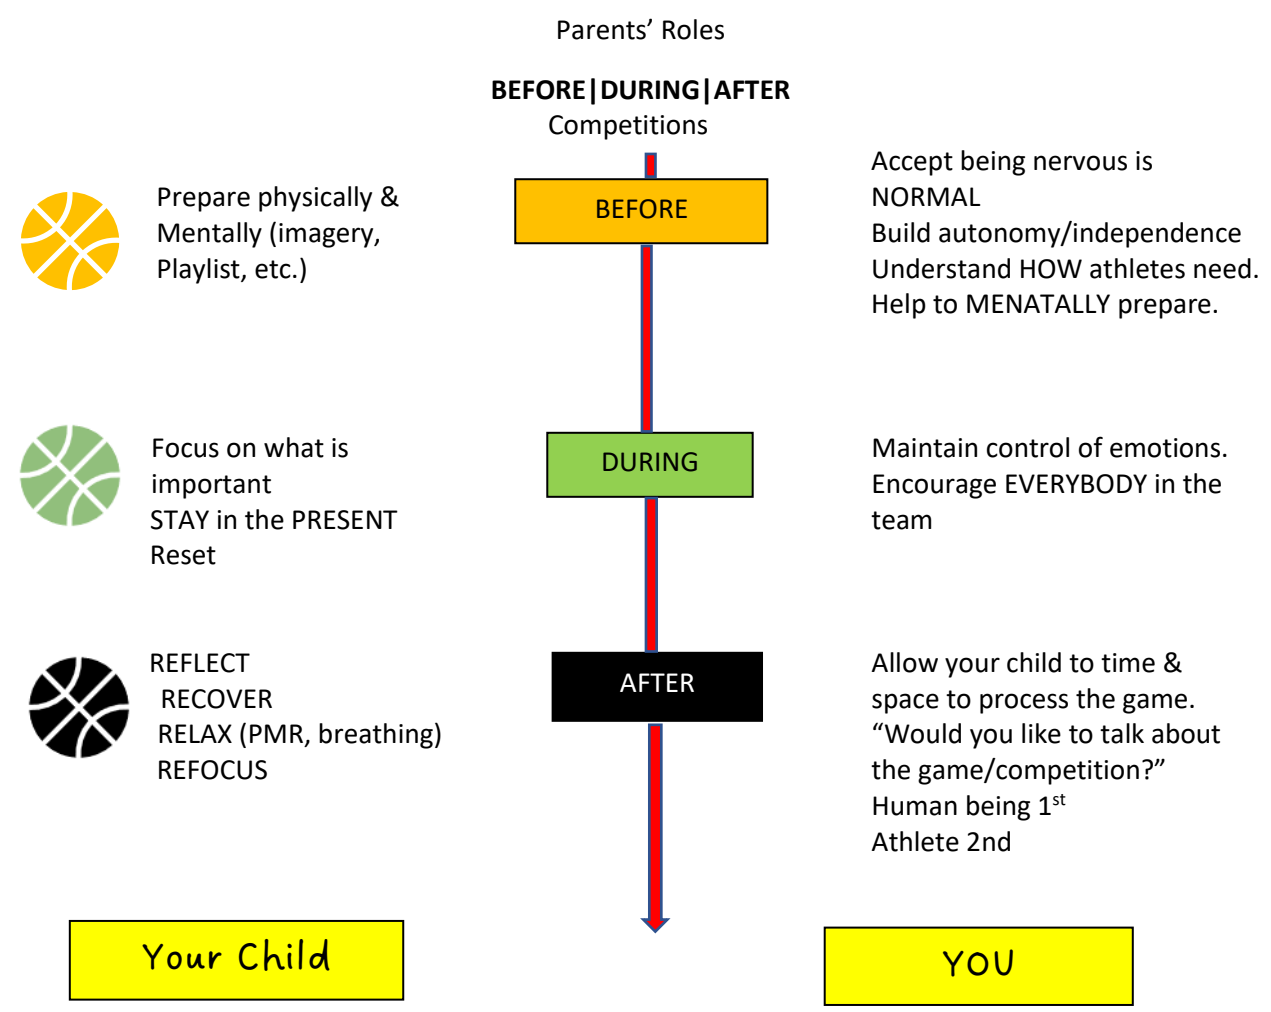 Parents’ Roles
BEFORE|DURING|AFTER
Competitions
Prepare physically &
Mentally (imagery,
Playlist, etc.)
BEFORE
Accept being nervous is
NORMAL
Build autonomy/independence
Understand HOW athletes need.
Help to MENATALLY prepare.
Focus on what is
important
STAY in the PRESENT
Reset
DURING
Maintain control of emotions.
Encourage EVERYBODY in the
team
REFLECT
RECOVER
RELAX (PMR, breathing)
REFOCUS
AFTER
Allow your child to time &
space to process the game.
“Would you like to talk about
the game/competition?”
Human being 1st
Athlete 2nd
Your Child
YOU